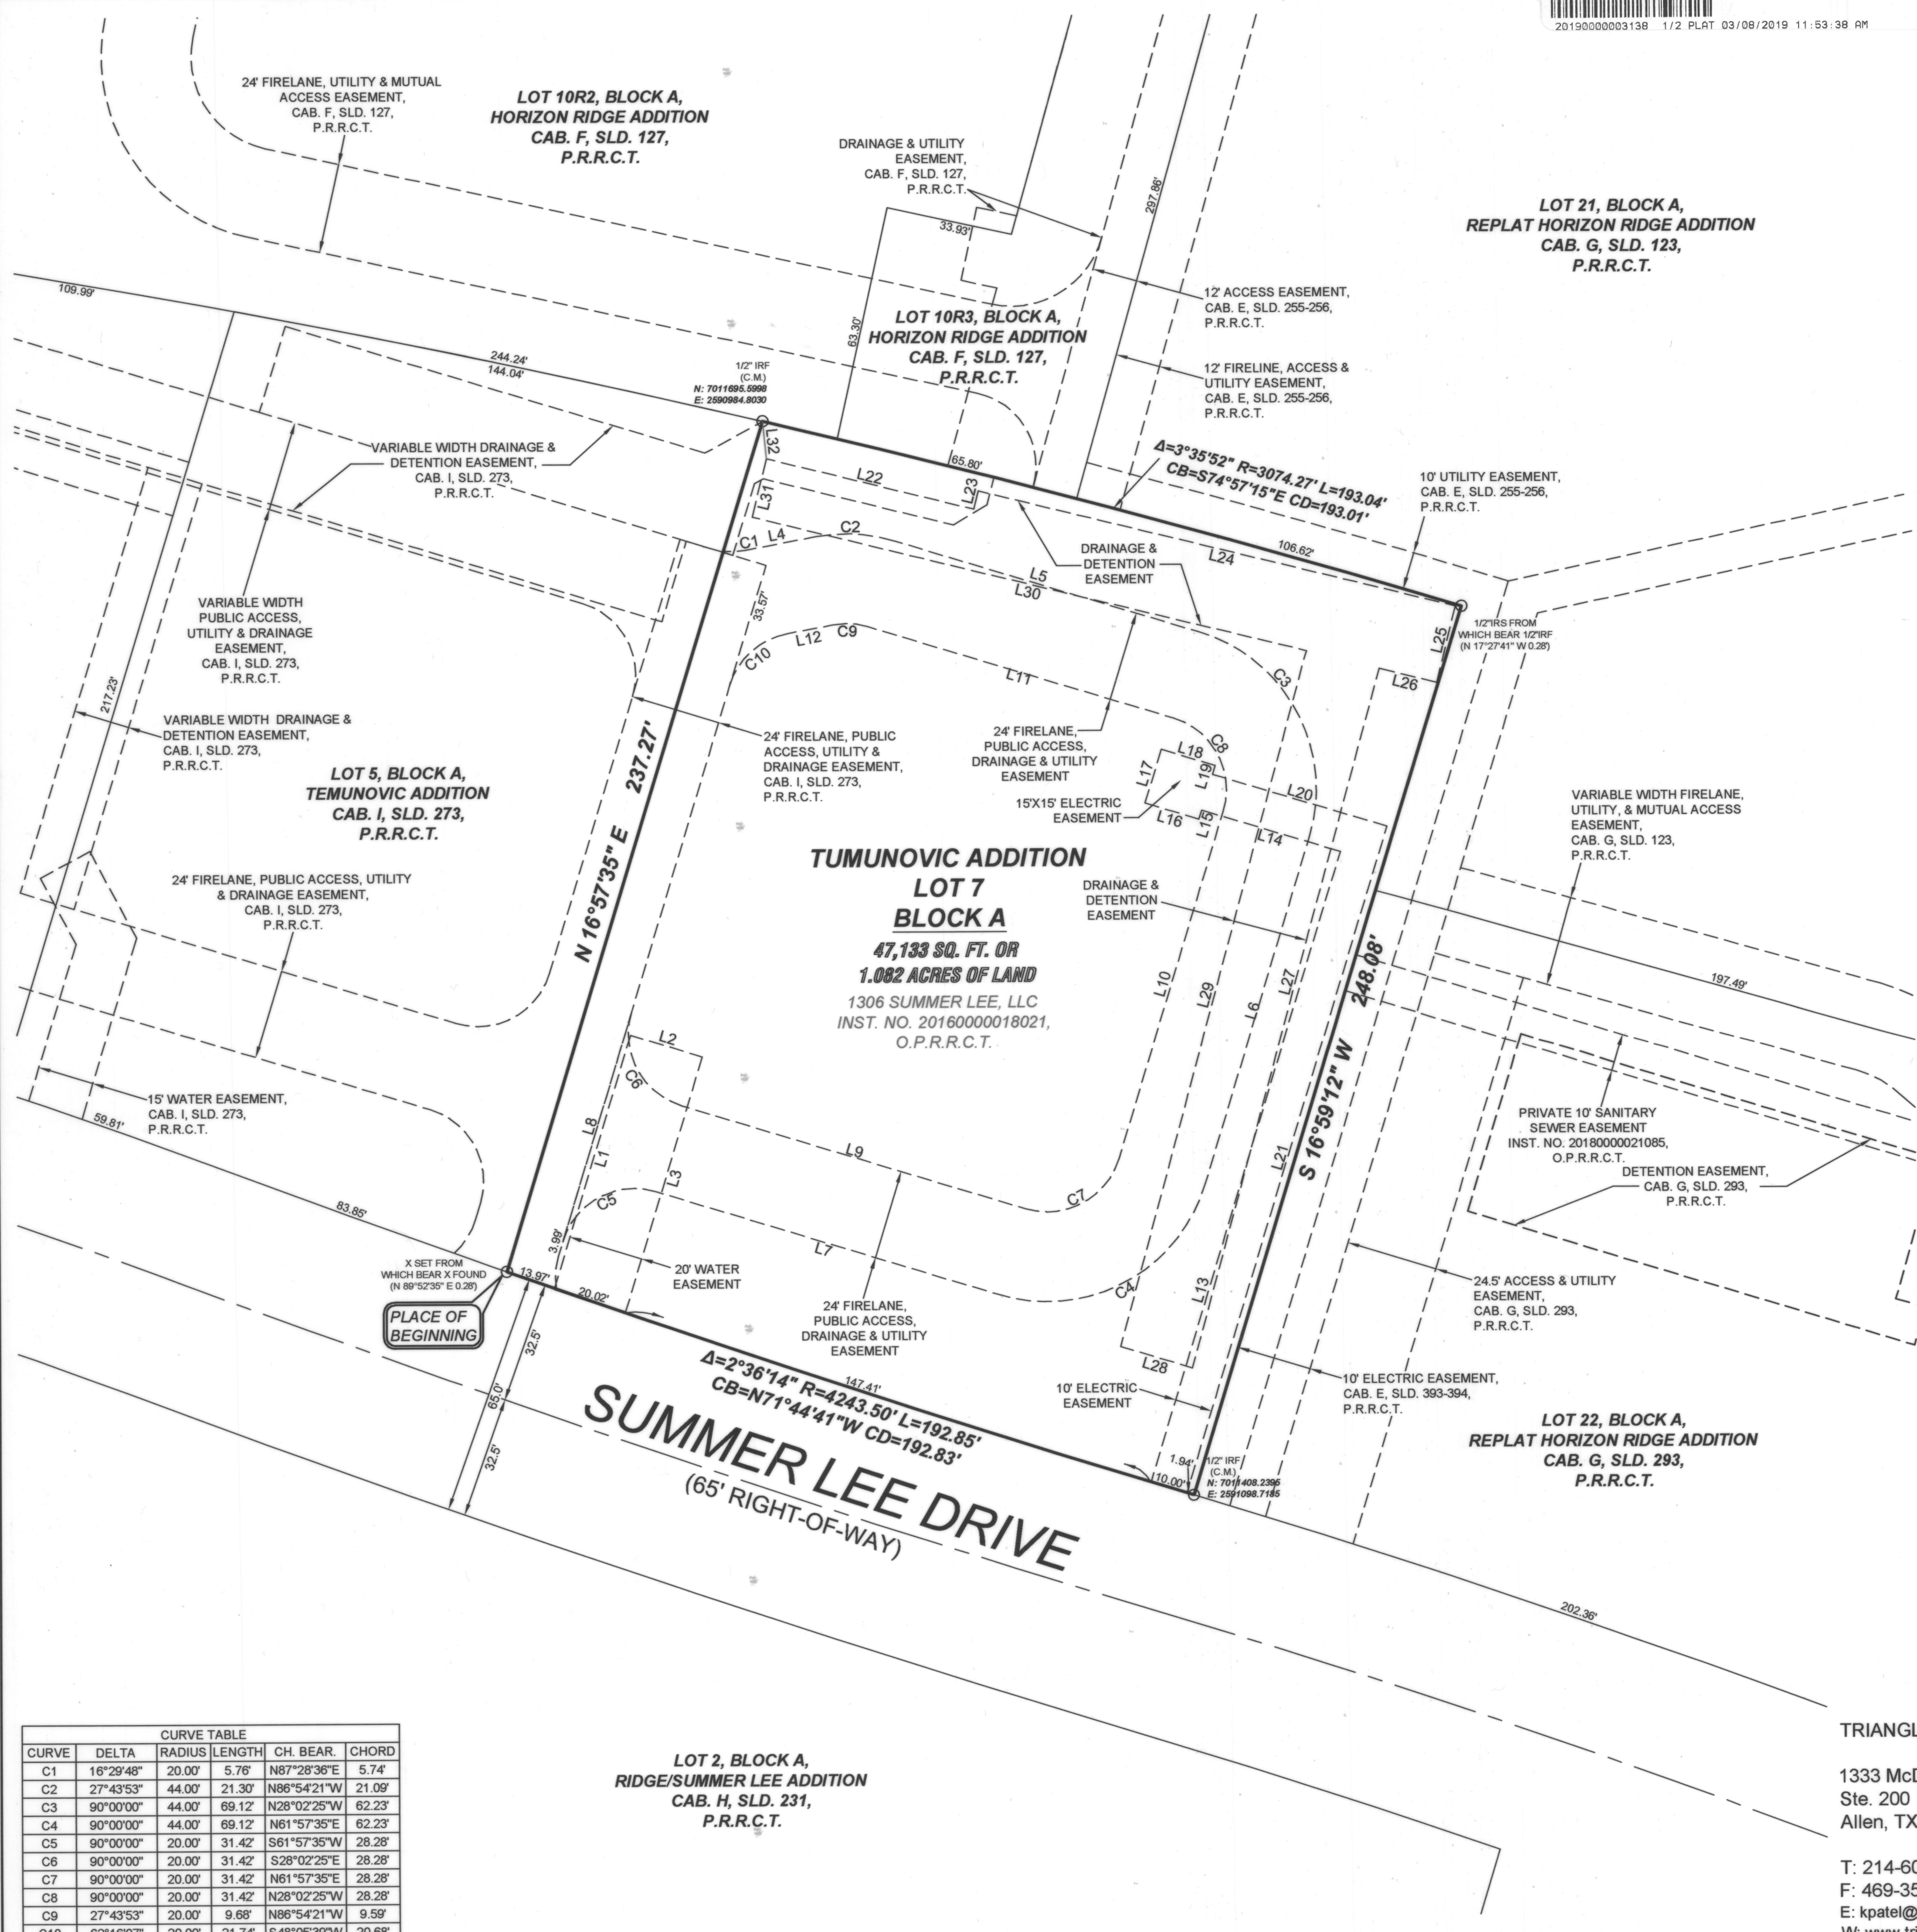 20190000003138 1/2 PLAT 03/08/2019 11:53:38 AM
24' FIRELANE, UTILITY & MUTUAL
ACCESS EASEMENT,
CAB. F, SLD. 127,
P.R.R.C.T.
LOT 10R2, BLOCK A,
HORIZON RIDGE ADDITION
CAB. F, SLD. 127,
P.R.R.C.T.
DRAINAGE & UTILITY
EASEMENT,
CAB. F, SLD. 127,
P.R.R.C.T.
297.86'
33.93'
63.30'
LOT 21, BLOCK A,
REPLAT HORIZON RIDGE ADDITION
CAB. G, SLD. 123,
P.R.R.C.T.
12' ACCESS EASEMENT,
CAB. E, SLD. 255-256,
P.R.R.C.T.
LOT 10R3, BLOCK A,
HORIZON RIDGE ADDITION
CAB. F, SLD. 127,
P.R.R.C.T.
12' FIRELINE, ACCESS &
UTILITY EASEMENT,
CAB. E, SLD. 255-256,
P.R.R.C.T.
109.99'
244.24'
144.04'
1/2" IRF
(C.M.)
N: 7011695.5998
E: 2590984.8030
VARIABLE WIDTH DRAINAGE &
DETENTION EASEMENT,
CAB. I, SLD. 273,
P.R.R.C.T.
L32
65.80'
L22
L23
L31
Δ=3°35'52" R=3074.27' L=193.04'
CB=S74°57'15"E CD=193.01'
10' UTILITY EASEMENT,
CAB. E, SLD. 255-256,
P.R.R.C.T.
C1
L4
C2
106.62'
L24
DRAINAGE &
DETENTION
EASEMENT
L5
L30
33.57'
VARIABLE WIDTH
PUBLIC ACCESS,
UTILITY & DRAINAGE
EASEMENT,
CAB. I, SLD. 273,
P.R.R.C.T.
1/2"IRS FROM
WHICH BEAR 1/2"IRF
(N 17°27'41" W 0.28')
L25
L12
C9
C10
L11
C3
L26
217.23'
VARIABLE WIDTH DRAINAGE &
DETENTION EASEMENT,
CAB. I, SLD. 273,
P.R.R.C.T.
24' FIRELANE, PUBLIC
ACCESS, UTILITY &
DRAINAGE EASEMENT,
CAB. I, SLD. 273,
P.R.R.C.T.
24' FIRELANE,
PUBLIC ACCESS,
DRAINAGE & UTILITY
EASEMENT
C8
L18
L17
L19
L20
LOT 5, BLOCK A,
TEMUNOVIC ADDITION
CAB. I, SLD. 273,
P.R.R.C.T.
N 16°57'35" E 237.27'
15'X15' ELECTRIC
EASEMENT
L16
L15
L14
VARIABLE WIDTH FIRELANE,
UTILITY, & MUTUAL ACCESS
EASEMENT,
CAB. G, SLD. 123,
P.R.R.C.T.
TUMUNOVIC ADDITION
LOT 7
BLOCK A
47,133 SQ. FT. OR
1.082 ACRES OF LAND
1306 SUMMER LEE, LLC
INST. NO. 20160000018021,
O.P.R.R.C.T.
DRAINAGE &
DETENTION
EASEMENT
24' FIRELANE, PUBLIC ACCESS, UTILITY
& DRAINAGE EASEMENT,
CAB. I, SLD. 273,
P.R.R.C.T.
L10
L29
L6
L27
S 16°59'12" W 248.08'
197.49'
L2
C6
15' WATER EASEMENT,
CAB. I, SLD. 273,
P.R.R.C.T.
59.81'
L8
L1
L3
C5
L9
C7
L21
PRIVATE 10' SANITARY
SEWER EASEMENT
INST. NO. 20180000021085,
O.P.R.R.C.T.
DETENTION EASEMENT,
CAB. G, SLD. 293,
P.R.R.C.T.
83.85'
3.99'
L7
X SET FROM
WHICH BEAR X FOUND
(N 89°52'35" E 0.28')
13.97'
20.02'
20' WATER
EASEMENT
C4
L13
24.5' ACCESS & UTILITY
EASEMENT,
CAB. G, SLD. 293,
P.R.R.C.T.
PLACE OF
BEGINNING
24' FIRELANE,
PUBLIC ACCESS,
DRAINAGE & UTILITY
EASEMENT
L28
32.5'
65.0'
32.5'
147.41'
Δ=2°36'14" R=4243.50' L=192.85'
CB=N71°44'41"W CD=192.83'
10' ELECTRIC
EASEMENT
10' ELECTRIC EASEMENT,
CAB. E, SLD. 393-394,
P.R.R.C.T.
LOT 22, BLOCK A,
REPLAT HORIZON RIDGE ADDITION
CAB. G, SLD. 293,
P.R.R.C.T.
SUMMER LEE DRIVE
(65' RIGHT-OF-WAY)
1.94'
10.00'
1/2" IRF
(C.M.)
N: 7011408.2395
E: 2591098.7185
202.36'
CURVE TABLE
CURVE DELTA RADIUS LENGTH CH. BEAR. CHORD
C1 16°29'48" 20.00' 5.76' N87°28'36"E 5.74'
C2 27°43'53" 44.00' 21.30' N86°54'21"W 21.09'
C3 90°00'00" 44.00' 69.12' N28°02'25"W 62.23'
C4 90°00'00" 44.00' 69.12' N61°57'35"E 62.23'
C5 90°00'00" 20.00' 31.42' S61°57'35"W 28.28'
C6 90°00'00" 20.00' 31.42' S28°02'25"E 28.28'
C7 90°00'00" 20.00' 31.42' N61°57'35"E 28.28'
C8 90°00'00" 20.00' 31.42' N28°02'25"W 28.28'
C9 27°43'53" 20.00' 9.68' N86°54'21"W 9.59'
LOT 2, BLOCK A,
RIDGE/SUMMER LEE ADDITION
CAB. H, SLD. 231,
P.R.R.C.T.
1333
Ste. 200
Allen, TX
T: 214-60
F: 469-35
E: kpatel@